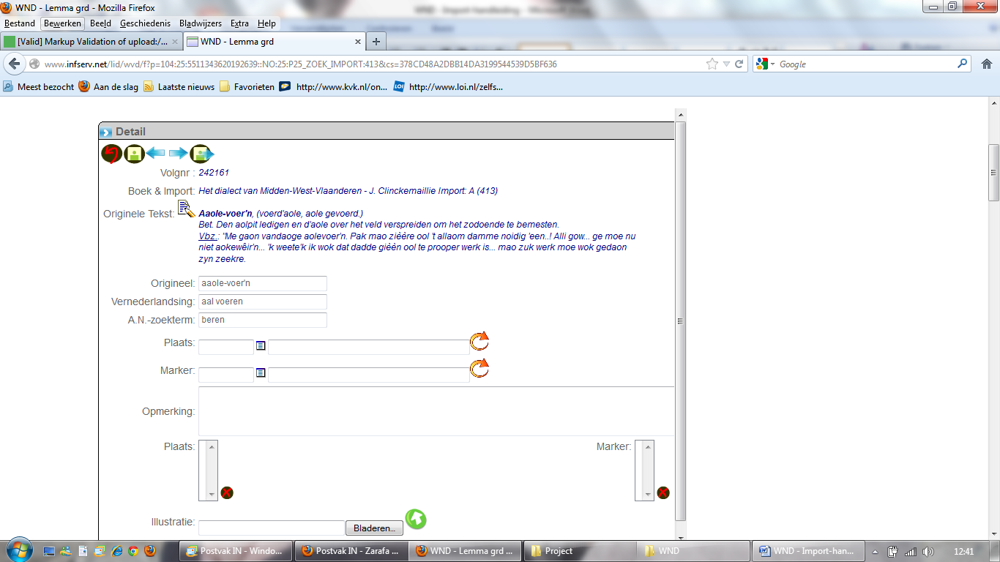 WND - Lemma grd - Mozilla Firefox
WND - Import-handleiding - Microsoft
Bestand Bewerken Beeld Geschiedenis Bladwijzers Extra Help
[Valid] Markup Validation of upload:/... WND - Lemma grd
www.infserv.net/lid/wvd/f?p=104:25:551134362019269::NO:25:P25_ZOEK_IMPORT:413&cs=378CD48A2DBB14DA3199544539D5BF636 Google
Meest bezocht Aan de slag Laatste nieuws Favorieten http://www.kvk.nl/on... LOI http://www.loi.nl/zelfs...
Detail
Volgnr : 242161
Boek & Import: Het dialect van Midden-West-Vlaanderen - J. Clinckemaillie Import: A (413)
Originele Tekst: Aaole-voer'n, (voerd'aole, aole gevoerd.)
Bet. Den aolpit ledigen en d'aole over het veld verspreiden om het zodoende te bemesten.
Vbz.: "Me gaon vandaoge aolevoer'n. Pak mao zièère ool 't allaom damme noidig 'een..! Alli gow... ge moe nu
niet aokewêir'n... 'k weete'k ik wok dat dadde gièèn ool te prooper werk is... mao zuk werk moe wok gedaon
zyn zeekre.
Origineel: aaole-voer'n
Vernederlandsing: aal voeren
A.N.-zoekterm: beren
Plaats:
Marker:
Opmerking:
Plaats: Marker:
Illustratie: Bladeren...
Postvak IN - Windo... Postvak IN - Zarafa ... WND - Lemma grd ... Project WND WND - Import-han... 12:41